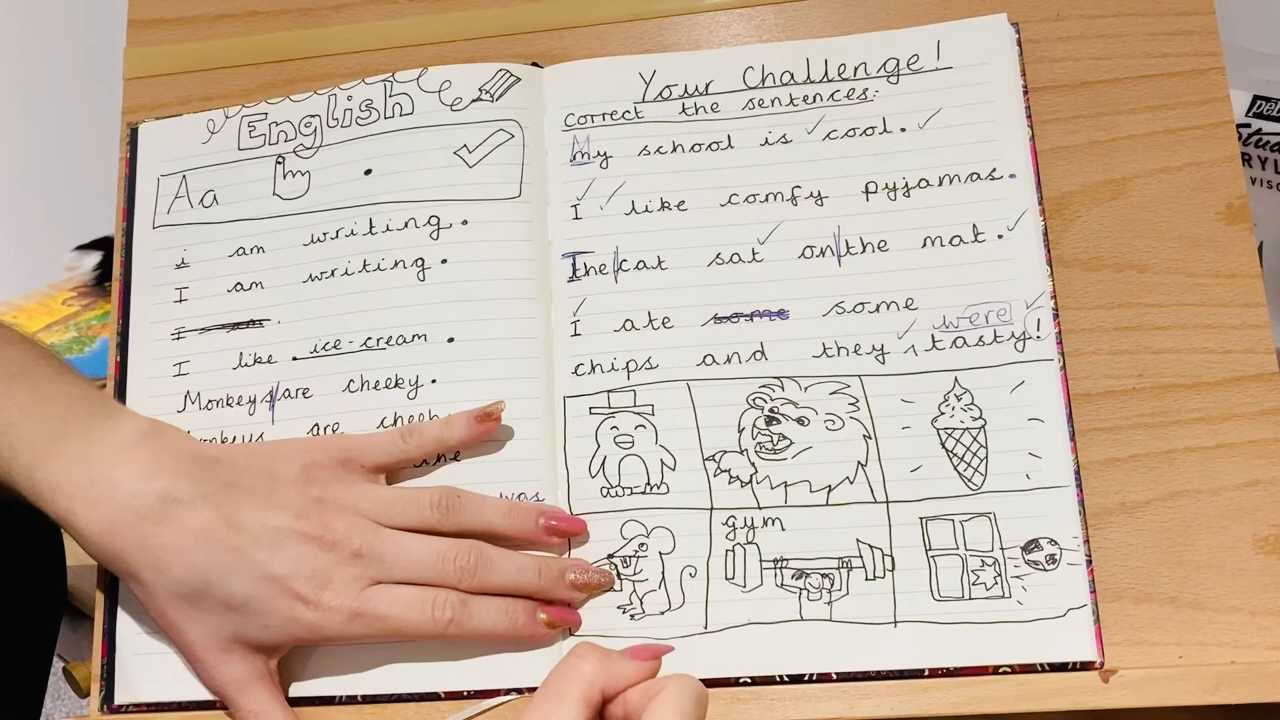 English
Aa .
i am writing.
I am writing.
I like ice-cream.
Monkeys are cheeky.
are
the
was
Your Challenge!
correct the sentences:
My school is cool.
I like comfy pyjamas.
The cat sat on the mat.
I ate some some
were
chips and they tasty!
gym